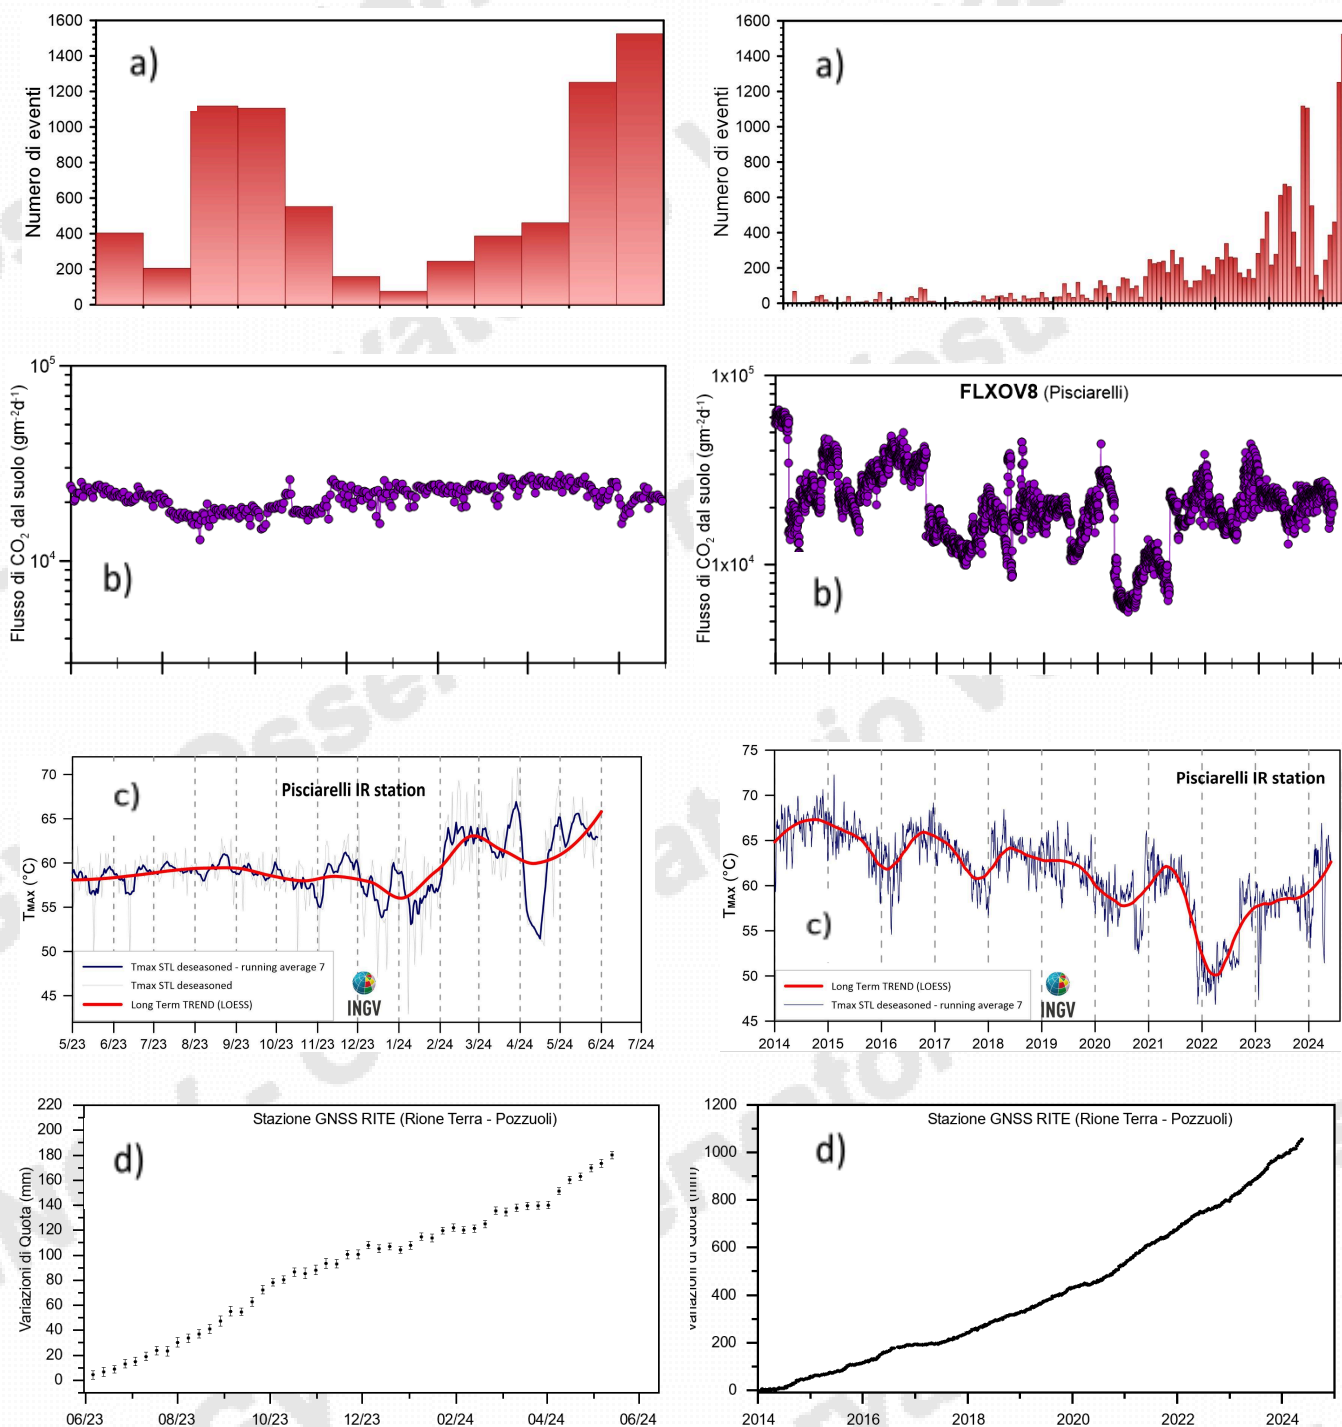 1600
1400
1200
1000
800
600
400
200
0
Numero di eventi
a)
1600
1400
1200
1000
800
600
400
200
0
Numero di eventi
a)
10⁵
10⁴
Flusso di CO₂ dal suolo (gm⁻²d⁻¹)
b)
1x10⁵
1x10⁴
Flusso di CO₂ dal suolo (gm⁻²d⁻¹)
FLXOV8 (Pisciarelli)
b)
70
65
60
55
50
45
TMAX (°C)
c)
Pisciarelli IR station
Tmax STL deseasoned - running average 7
Tmax STL deseasoned
Long Term TREND (LOESS)
INGV
5/23 6/23 7/23 8/23 9/23 10/23 11/23 12/23 1/24 2/24 3/24 4/24 5/24 6/24 7/24
75
70
65
60
55
50
45
TMAX (°C)
Pisciarelli IR station
c)
Long Term TREND (LOESS)
Tmax STL deseasoned - running average 7
INGV
2014 2015 2016 2017 2018 2019 2020 2021 2022 2023 2024
220
200
180
160
140
120
100
80
60
40
20
0
Variazioni di Quota (mm)
Stazione GNSS RITE (Rione Terra - Pozzuoli)
d)
06/23 08/23 10/23 12/23 02/24 04/24 06/24
1200
1000
800
600
400
200
0
Variazioni di Quota (mm)
Stazione GNSS RITE (Rione Terra - Pozzuoli)
d)
2014 2016 2018 2020 2022 2024